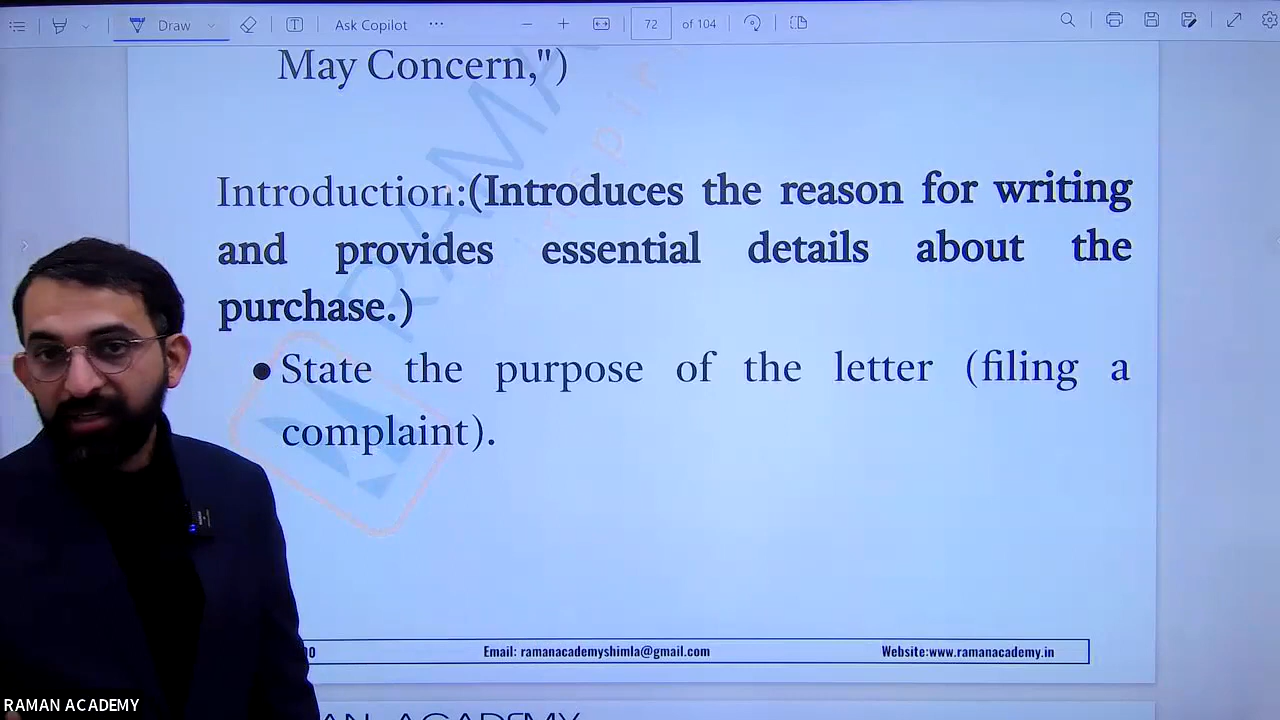 Draw
Ask Copilot
72 of 104
May Concern,")
Introduction:(Introduces the reason for writing
and provides essential details about the
purchase.)
• State the purpose of the letter (filing a
complaint).
Email: ramanacademyshimla@gmail.com
Website:www.ramanacademy.in
RAMAN ACADEMY